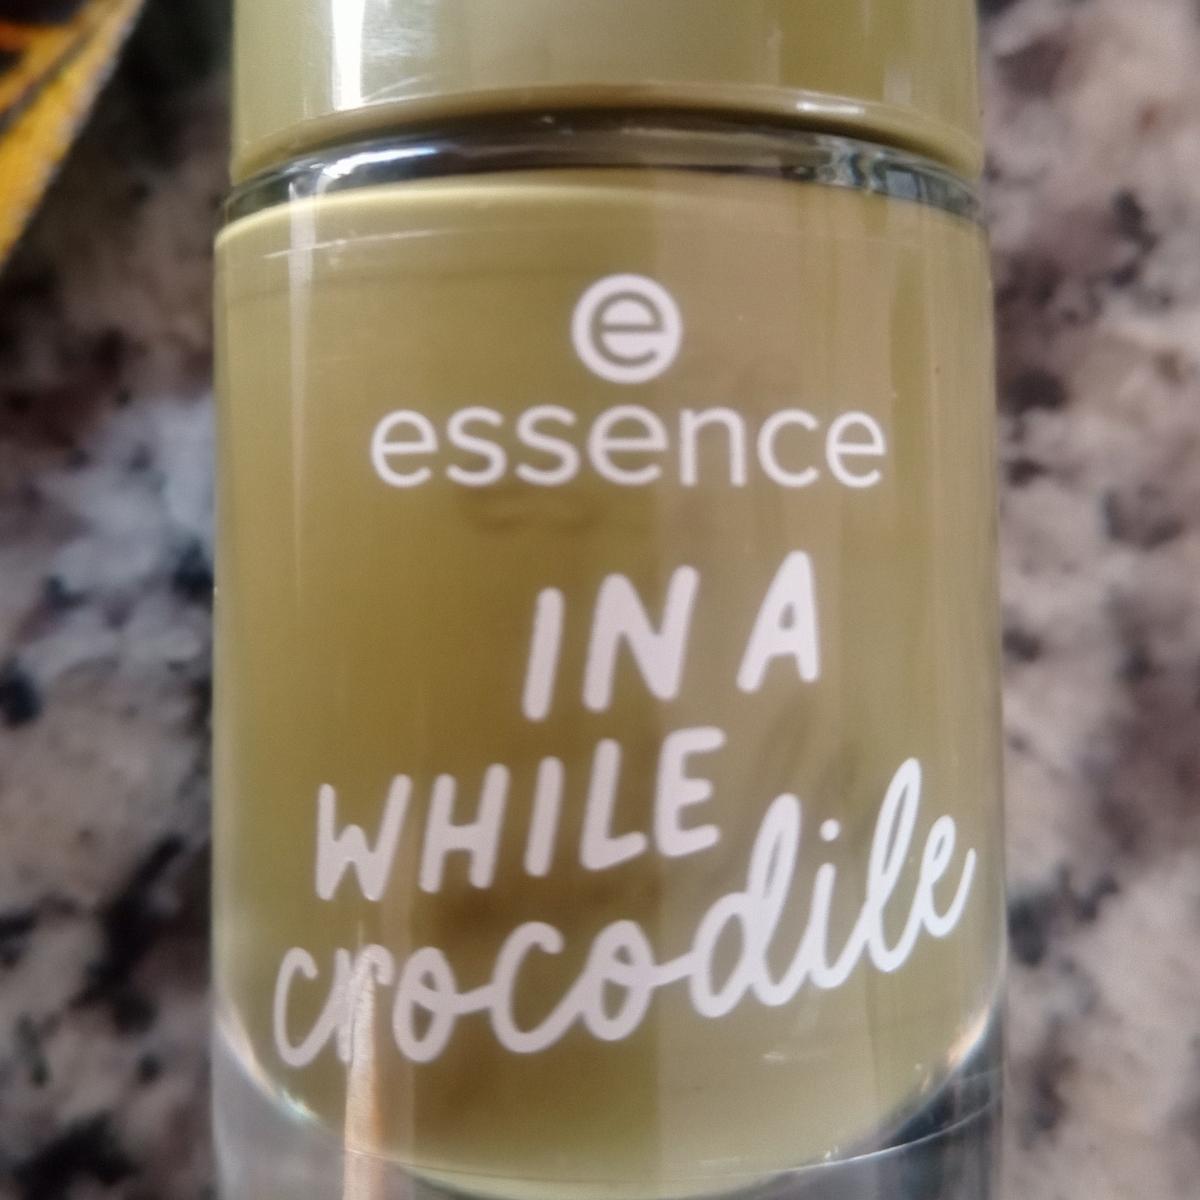 e
essence
IN A
WHILE
crocodile